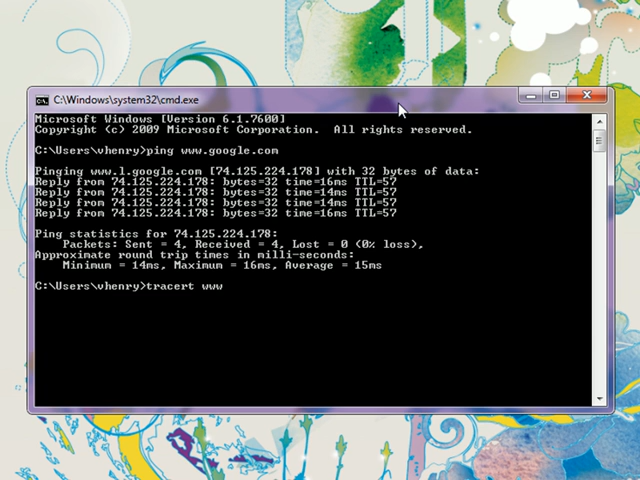 C:\Windows\system32\cmd.exe
Microsoft Windows [Version 6.1.7600]
Copyright (c) 2009 Microsoft Corporation.  All rights reserved.
C:\Users\vhenry>ping www.google.com
Pinging www.l.google.com [74.125.224.178] with 32 bytes of data:
Reply from 74.125.224.178: bytes=32 time=16ms TTL=57
Reply from 74.125.224.178: bytes=32 time=14ms TTL=57
Reply from 74.125.224.178: bytes=32 time=14ms TTL=57
Reply from 74.125.224.178: bytes=32 time=16ms TTL=57
Ping statistics for 74.125.224.178:
    Packets: Sent = 4, Received = 4, Lost = 0 (0% loss),
Approximate round trip times in milli-seconds:
    Minimum = 14ms, Maximum = 16ms, Average = 15ms
C:\Users\vhenry>tracert www